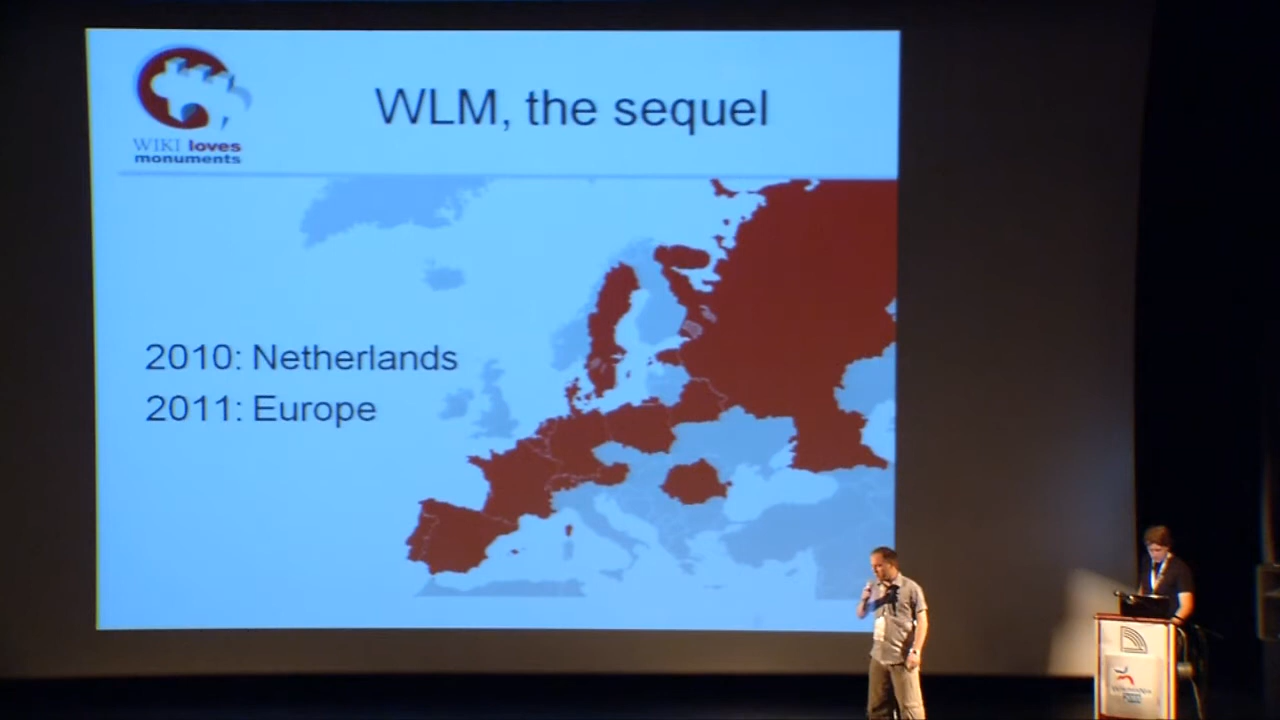 WLM, the sequel
WIKI loves
monuments
2010: Netherlands
2011: Europe